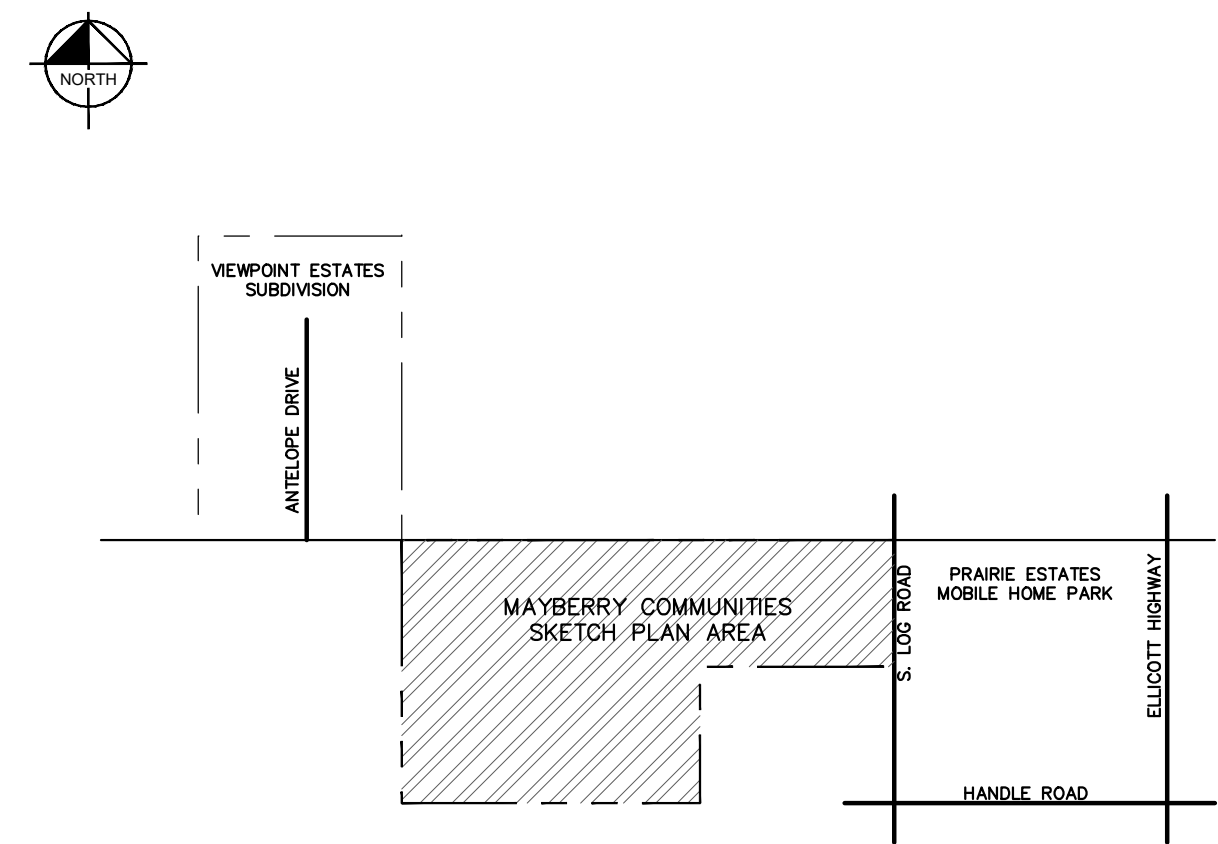 NORTH
VIEWPOINT ESTATES
SUBDIVISION
ANTELOPE DRIVE
MAYBERRY COMMUNITIES
SKETCH PLAN AREA
S. LOG ROAD
PRAIRIE ESTATES
MOBILE HOME PARK
ELLICOTT HIGHWAY
HANDLE ROAD